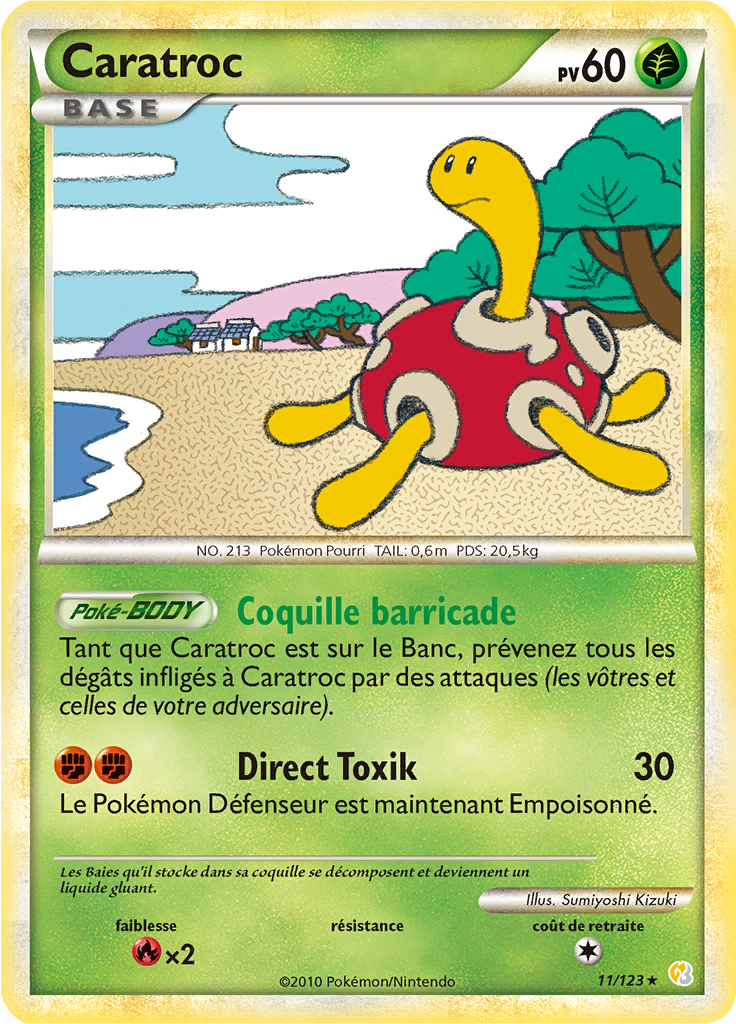 Caratroc
PV60
BASE
NO. 213 Pokémon Pourri TAIL: 0,6m PDS: 20,5kg
Poké-BODY Coquille barricade
Tant que Caratroc est sur le Banc, prévenez tous les
dégâts infligés à Caratroc par des attaques (les vôtres et
celles de votre adversaire).
Direct Toxik 30
Le Pokémon Défenseur est maintenant Empoisonné.
Les Baies qu'il stocke dans sa coquille se décomposent et deviennent un
liquide gluant.
Illus. Sumiyoshi Kizuki
faiblesse résistance coût de retraite
×2
©2010 Pokémon/Nintendo
11/123★